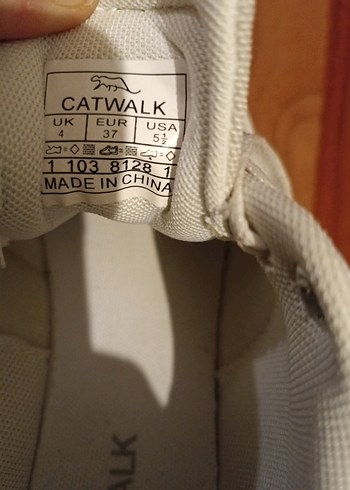 CATWALK
UK EUR USA
4 37 5½
1 103 8128 1
MADE IN CHINA
ALK